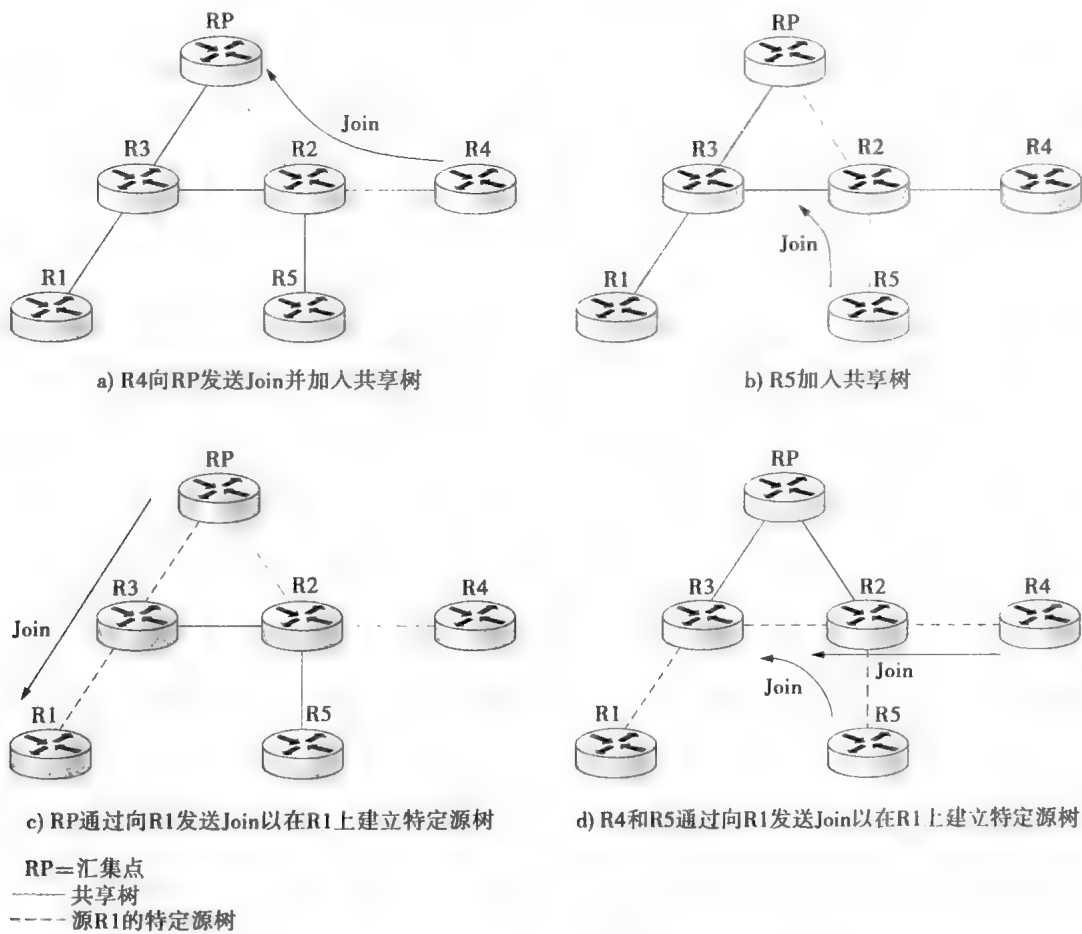 RP
Join
R3
R2
R4
R1
R5
a) R4向RP发送Join并加入共享树
RP
R3
R2
R4
Join
R1
R5
b) R5加入共享树
RP
R3
R2
R4
Join
R1
R5
c) RP通过向R1发送Join以在R1上建立特定源树
RP
R3
R2
R4
Join
Join
R1
R5
d) R4和R5通过向R1发送Join以在R1上建立特定源树
RP=汇集点
共享树
源R1的特定源树